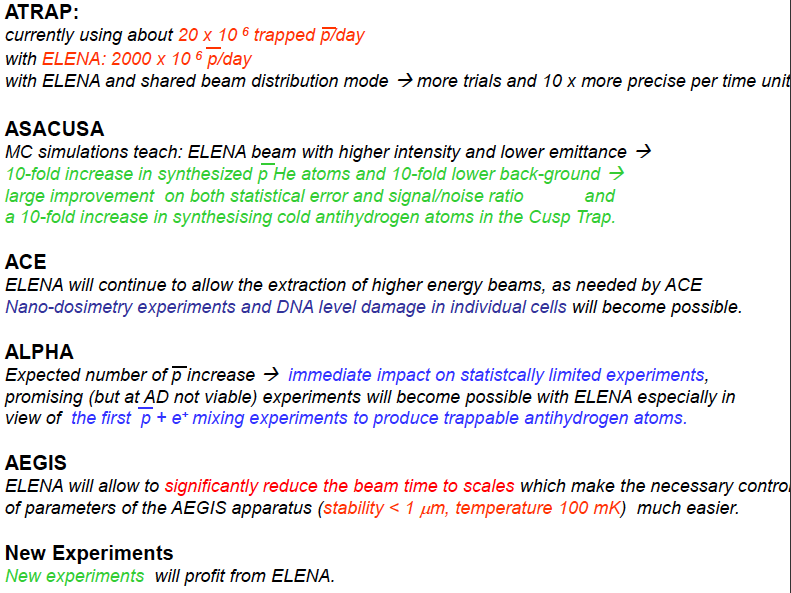 ATRAP:
currently using about 20 x 10 ⁶ trapped p̅/day
with ELENA: 2000 x 10 ⁶ p̅/day
with ELENA and shared beam distribution mode → more trials and 10 x more precise per time unit
ASACUSA
MC simulations teach: ELENA beam with higher intensity and lower emittance →
10-fold increase in synthesized p̅ He atoms and 10-fold lower back-ground →
large improvement on both statistical error and signal/noise ratio and
a 10-fold increase in synthesising cold antihydrogen atoms in the Cusp Trap.
ACE
ELENA will continue to allow the extraction of higher energy beams, as needed by ACE
Nano-dosimetry experiments and DNA level damage in individual cells will become possible.
ALPHA
Expected number of p̅ increase → immediate impact on statistcally limited experiments,
promising (but at AD not viable) experiments will become possible with ELENA especially in
view of the first p̅ + e⁺ mixing experiments to produce trappable antihydrogen atoms.
AEGIS
ELENA will allow to significantly reduce the beam time to scales which make the necessary control
of parameters of the AEGIS apparatus (stability < 1 μm, temperature 100 mK) much easier.
New Experiments
New experiments will profit from ELENA.